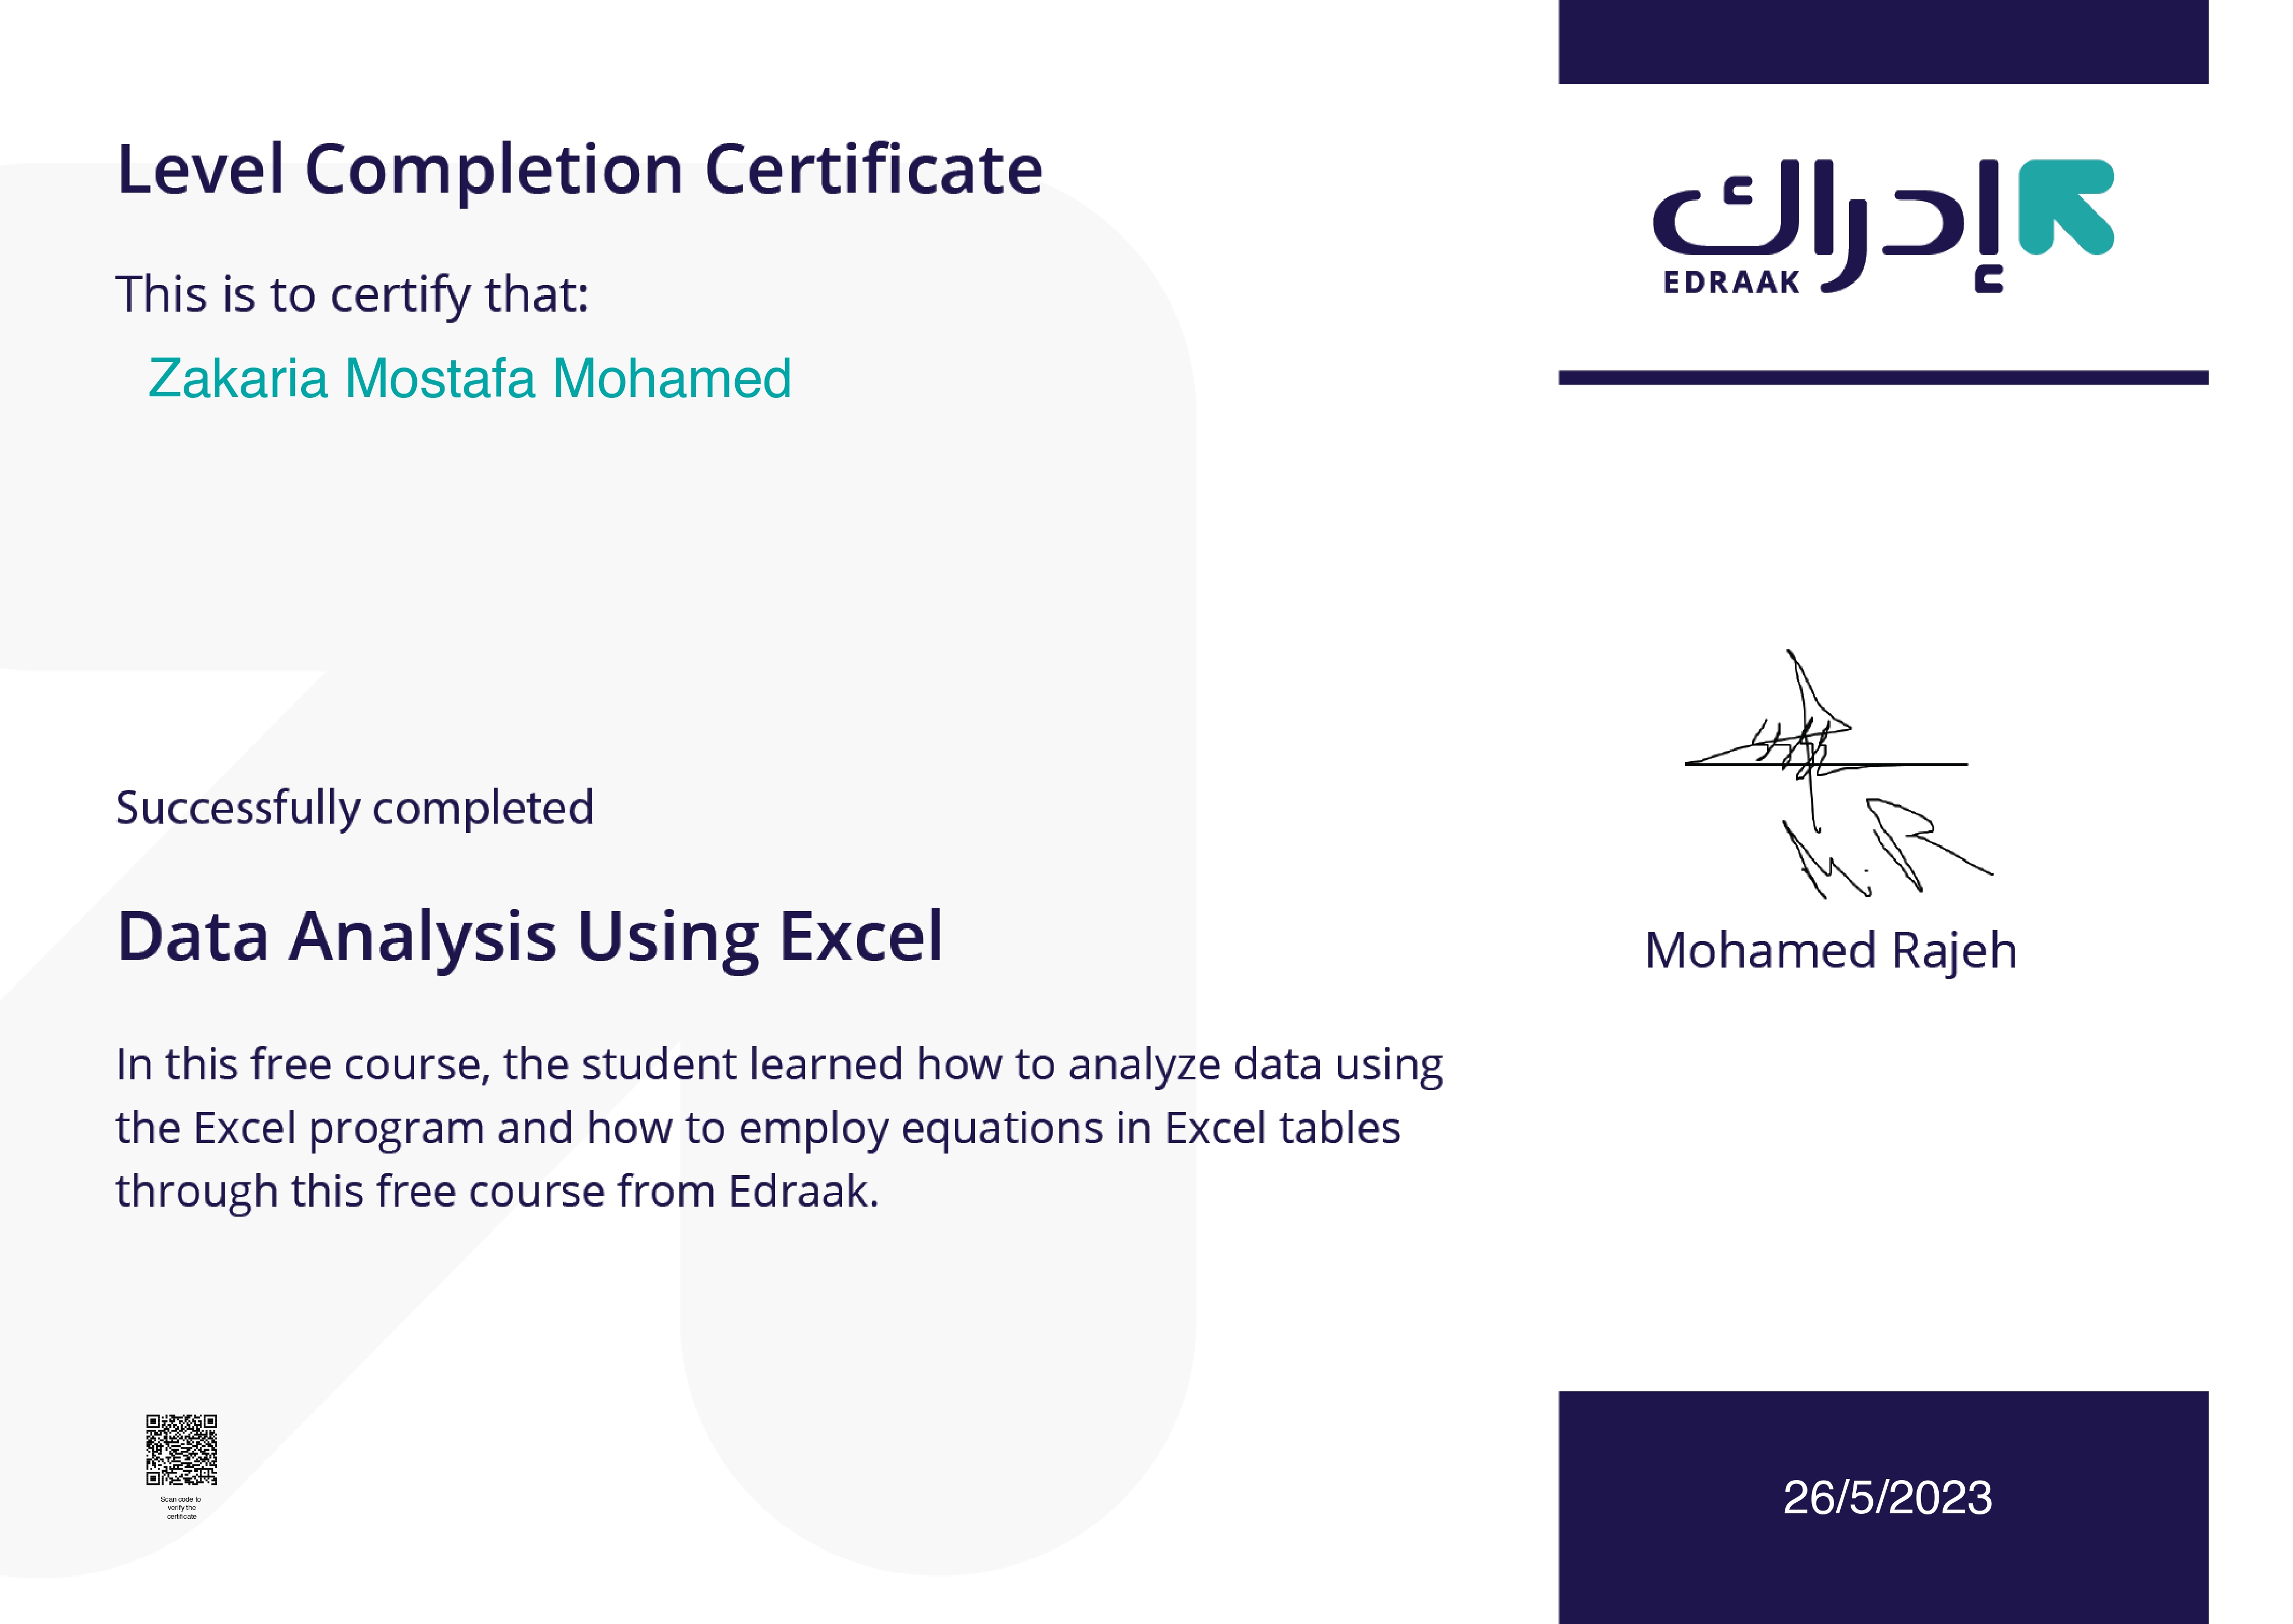 Level Completion Certificate
This is to certify that:
Zakaria Mostafa Mohamed
Successfully completed
Data Analysis Using Excel
In this free course, the student learned how to analyze data using
the Excel program and how to employ equations in Excel tables
through this free course from Edraak.
Scan code to
verify the
certificate
إدراك
EDRAAK
M. R
Mohamed Rajeh
26/5/2023